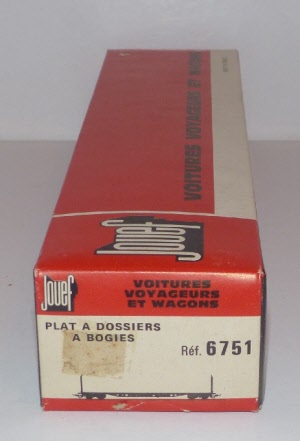 VOITURES VOYAGEURS ET WAGONS
Jouef
Jouef
VOITURES
VOYAGEURS
ET WAGONS
PLAT A DOSSIERS
A BOGIES
Réf. 6751